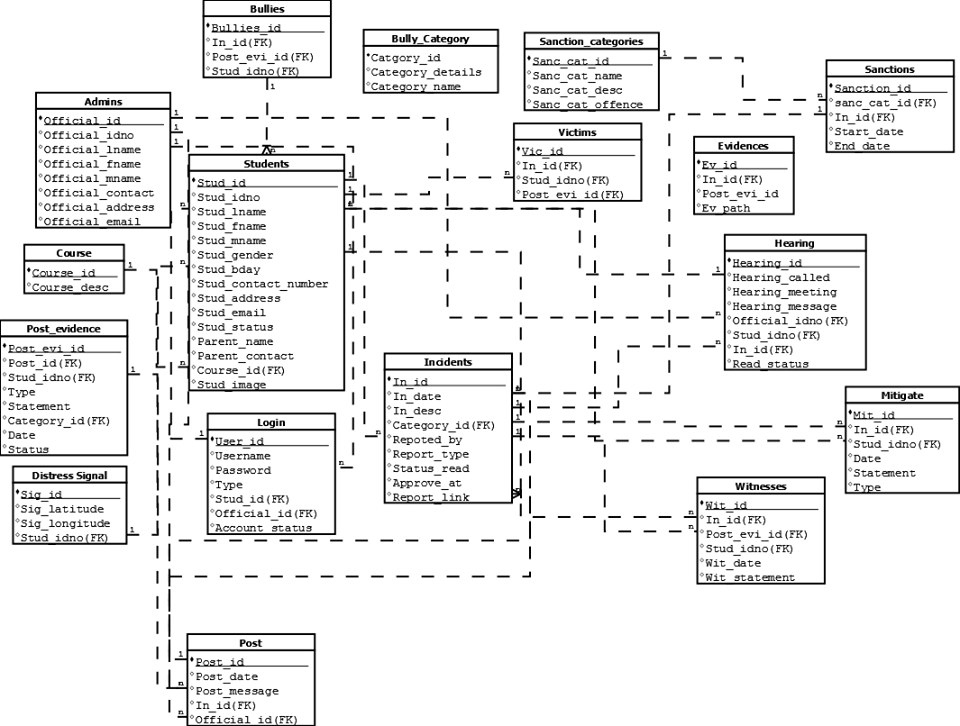 Bullies
Bullies_id
In_id(FK)
Post_evi_id(FK)
Stud_idno(FK)
Bully_Category
Catgory_id
Category_details
Category_name
Sanction_categories
Sanc_cat_id
Sanc_cat_name
Sanc_cat_desc
Sanc_cat_offence
Sanctions
Sanction_id
sanc_cat_id(FK)
In_id(FK)
Start_date
End_date
Admins
Official_id
Official_idno
Official_lname
Official_fname
Official_mname
Official_contact
Official_address
Official_email
Students
Stud_id
Stud_idno
Stud_lname
Stud_fname
Stud_mname
Stud_gender
Stud_bday
Stud_contact_number
Stud_address
Stud_email
Stud_status
Parent_name
Parent_contact
Course_id(FK)
Stud_image
Victims
Vic_id
In_id(FK)
Stud_idno(FK)
Post_evi_id(FK)
Evidences
Ev_id
In_id(FK)
Post_evi_id
Ev_path
Course
Course_id
Course_desc
Hearing
Hearing_id
Hearing_called
Hearing_meeting
Hearing_message
Official_idno(FK)
Stud_idno(FK)
In_id(FK)
Read_status
Post_evidence
Post_evi_id
Post_id(FK)
Stud_idno(FK)
Type
Statement
Category_id(FK)
Date
Status
Incidents
In_id
In_date
In_desc
Category_id(FK)
Repoted_by
Report_type
Status_read
Approve_at
Report_link
Mitigate
Mit_id
In_id(FK)
Stud_idno(FK)
Date
Statement
Type
Login
User_id
Username
Password
Type
Stud_id(FK)
Official_id(FK)
Account_status
Distress Signal
Sig_id
Sig_latitude
Sig_longitude
Stud_idno(FK)
Witnesses
Wit_id
In_id(FK)
Post_evi_id(FK)
Stud_idno(FK)
Wit_date
Wit_statement
Post
Post_id
Post_date
Post_message
In_id(FK)
Official_id(FK)